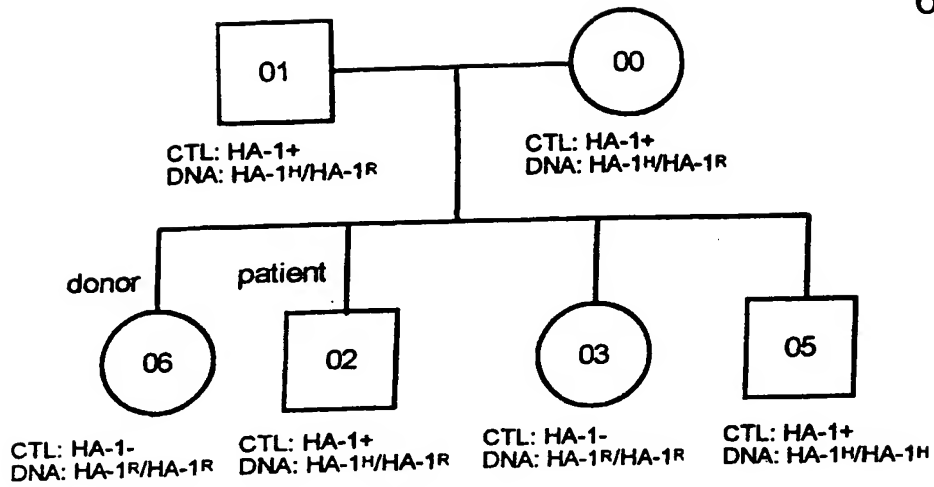 01
00
CTL: HA-1+
DNA: HA-1H/HA-1R
CTL: HA-1+
DNA: HA-1H/HA-1R
donor
patient
06
02
03
05
CTL: HA-1-
DNA: HA-1R/HA-1R
CTL: HA-1+
DNA: HA-1H/HA-1R
CTL: HA-1-
DNA: HA-1R/HA-1R
CTL: HA-1+
DNA: HA-1H/HA-1H